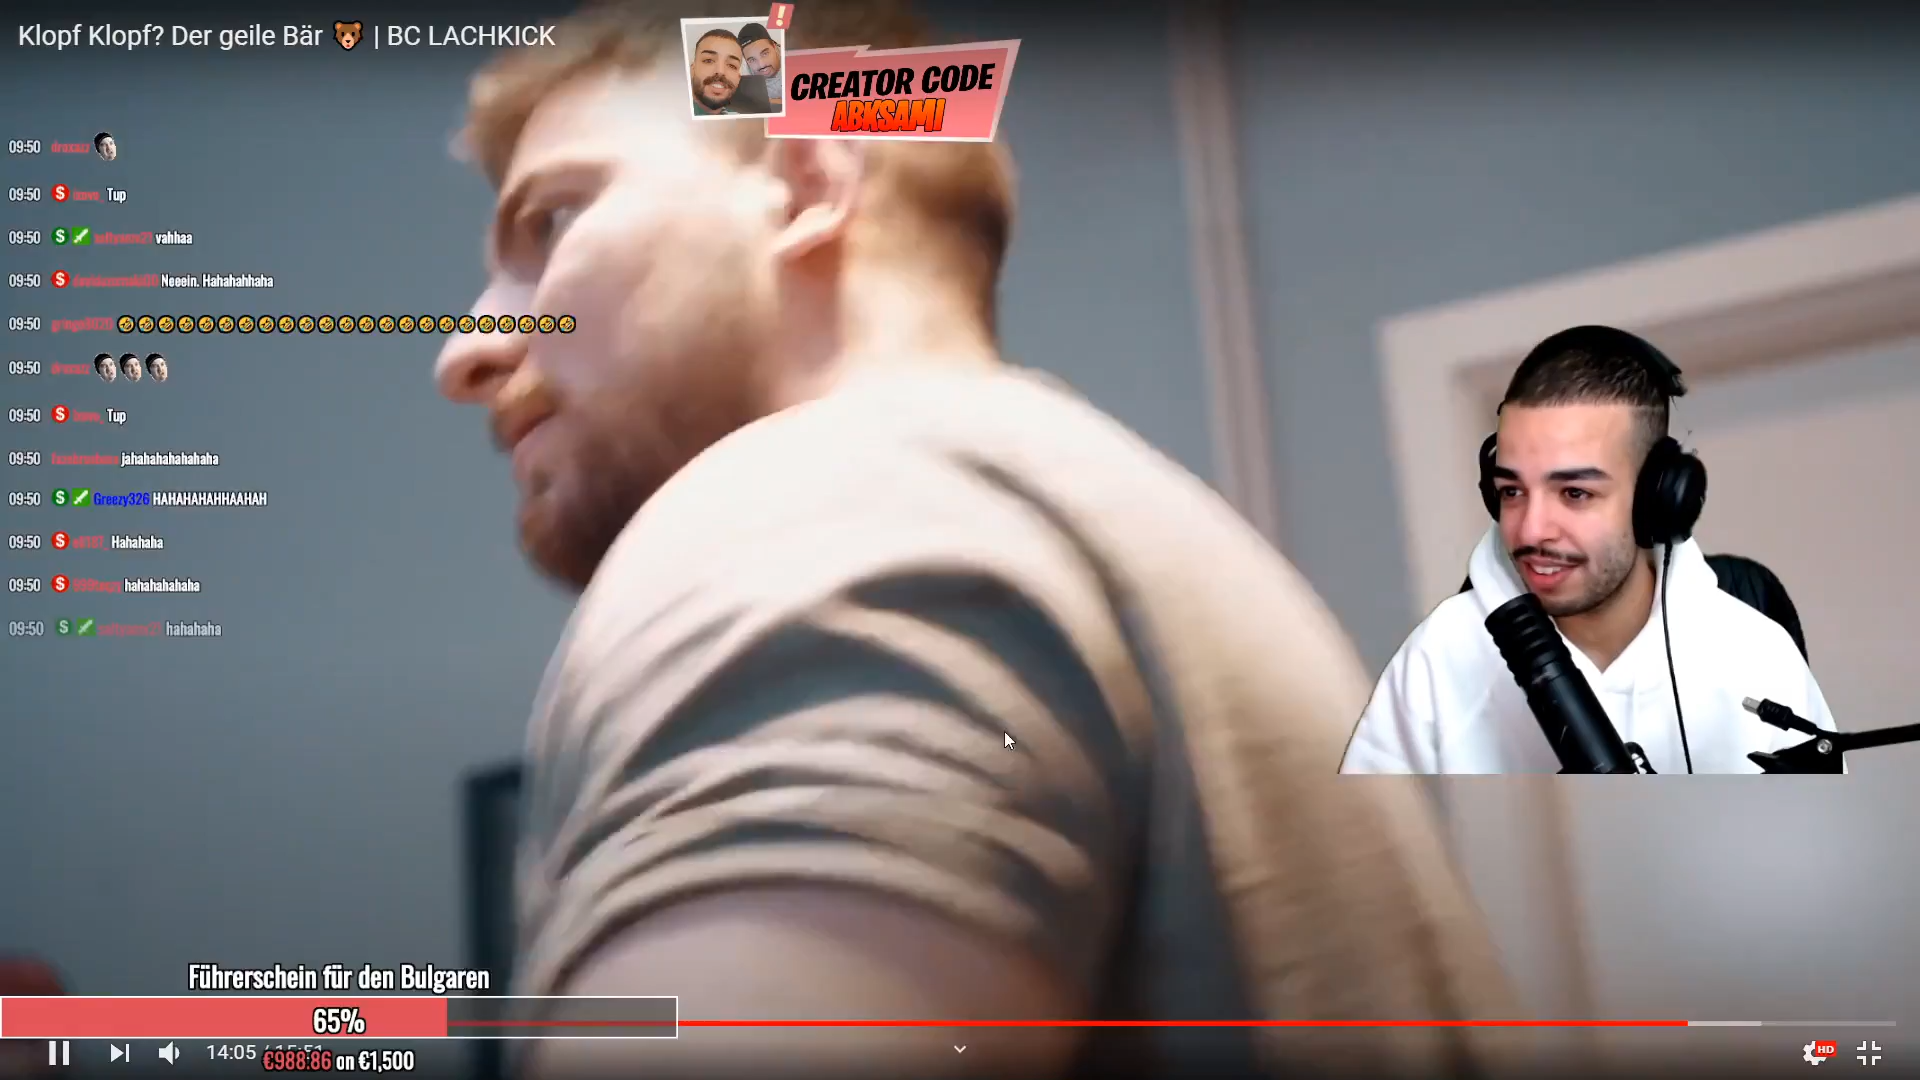 Klopf Klopf? Der geile Bär 🐻 | BC LACHKICK
!
CREATOR CODE
ABKSAMI
09:50
09:50 $ Tup
09:50 $ vahhaa
09:50 $ Neeein. Hahahahhaha
09:50 🤣🤣🤣🤣🤣🤣🤣🤣🤣🤣🤣🤣🤣🤣🤣🤣🤣🤣🤣🤣🤣🤣🤣
09:50
09:50 $ Tup
09:50 jahahahahahahaha
09:50 $ Greezy326 HAHAHAHAHHAAHAH
09:50 $ Hahahaha
09:50 $ hahahahahaha
09:50 $ hahahaha
Führerschein für den Bulgaren
65%
14:05 / 15:51
€988.86 on €1,500
HD